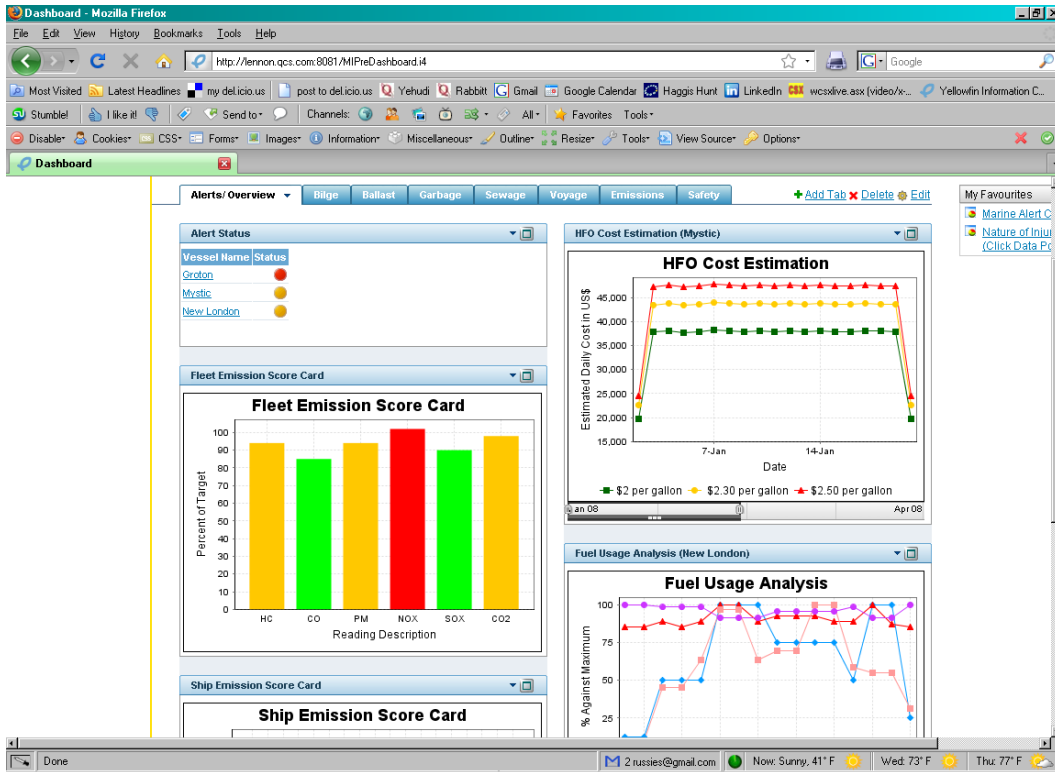 Dashboard - Mozilla Firefox
File Edit View History Bookmarks Tools Help
http://lennon.qcs.com:8081/MIPreDashboard.i4
G Google
Most Visited Latest Headlines my del.icio.us post to del.icio.us Yehudi Rabbitt Gmail Google Calendar Haggis Hunt LinkedIn wcsxlive.asx (video/x-... Yellowfin Information C...
Stumble! I like it! Send to Channels: All Favorites Tools
Disable Cookies CSS Forms Images Information Miscellaneous Outline Resize Tools View Source Options
Dashboard
Alerts/Overview Bilge Ballast Garbage Sewage Voyage Emissions Safety Add Tab Delete Edit
My Favourites
Marine Alert C
Nature of Injur
(Click Data Po
Alert Status
Vessel Name Status
Groton
Mystic
New London
Fleet Emission Score Card
Fleet Emission Score Card
Percent of Target
100
90
80
70
60
50
40
30
20
10
0
HC CO PM NOX SOX CO2
Reading Description
Ship Emission Score Card
Ship Emission Score Card
HFO Cost Estimation (Mystic)
HFO Cost Estimation
Estimated Daily Cost in US$
45,000
40,000
35,000
30,000
25,000
20,000
15,000
7-Jan 14-Jan
Date
$2 per gallon $2.30 per gallon $2.50 per gallon
an 08 Apr 08
Fuel Usage Analysis (New London)
Fuel Usage Analysis
% Against Maximum
100
75
50
25
Done
2 russies@gmail.com Now: Sunny, 41° F Wed: 73° F Thu: 77° F